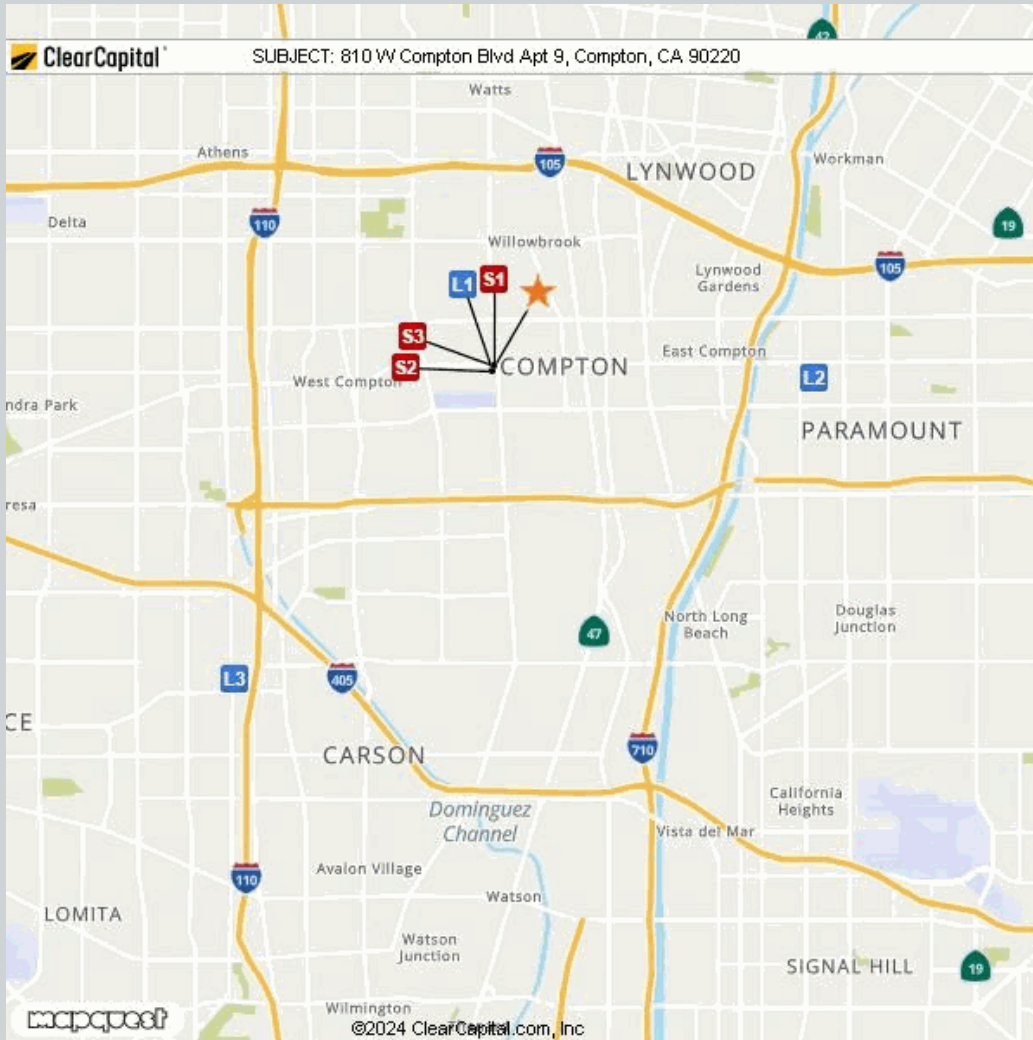 42
ClearCapital
SUBJECT: 810 W Compton Blvd Apt 9, Compton, CA 90220
Watts
Athens
105
LYNWOOD
Workman
Delta
110
19
Willowbrook
105
L1
S1
Lynwood
Gardens
S3
S2
COMPTON
East Compton
L2
West Compton
ndra Park
PARAMOUNT
resa
47
North Long
Beach
Douglas
Junction
L3
405
CE
CARSON
710
Dominguez
Channel
California
Heights
Vista del Mar
Avalon Village
110
Watson
LOMITA
Watson
Junction
SIGNAL HILL
19
Wilmington
mapquest
©2024 ClearCapital.com, Inc